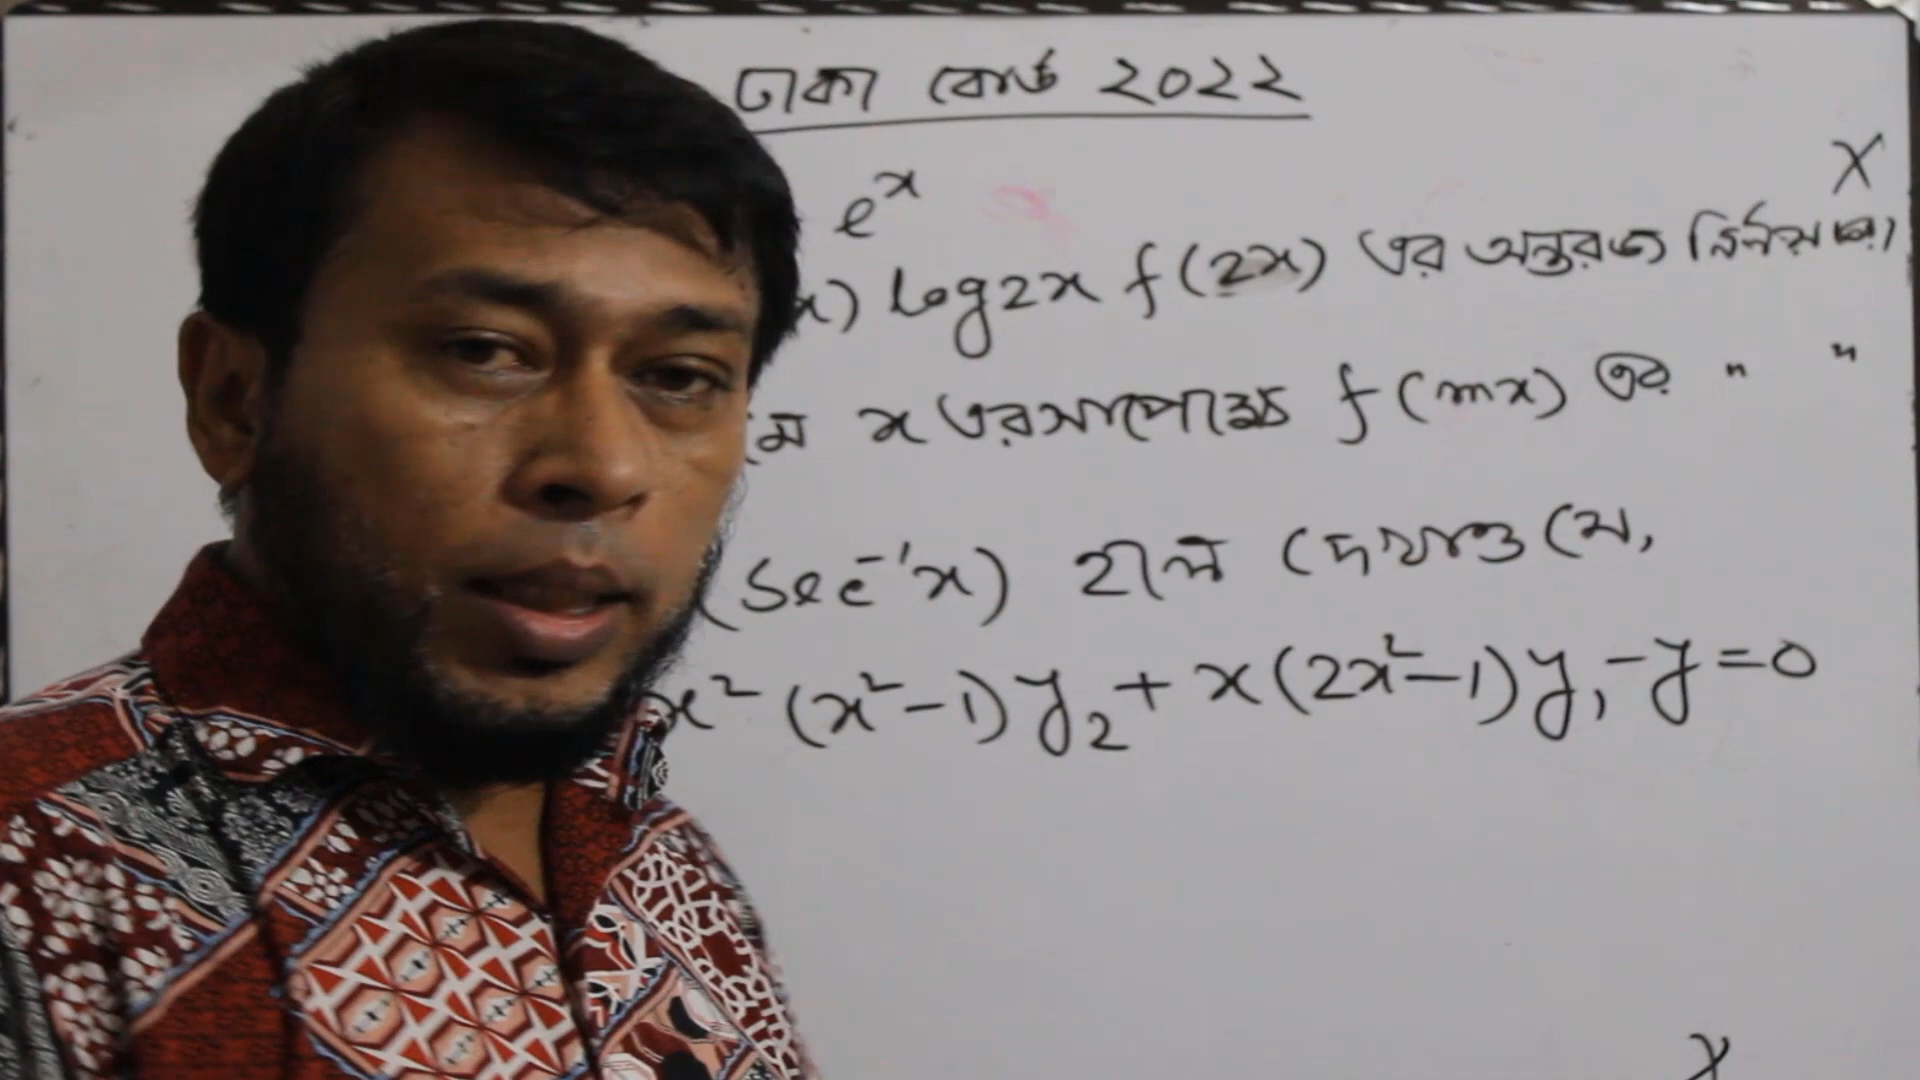 ঢাকা বোর্ড ২০২২
e^x
x) log2x f(2x) এর অন্তরজ নির্ণয় কর।
x এর সাপেক্ষে f(mx) এর " "
(sec⁻¹x) হলে দেখাও যে,
x²(x²-1)y₂+x(2x²-1)y₁-y=0